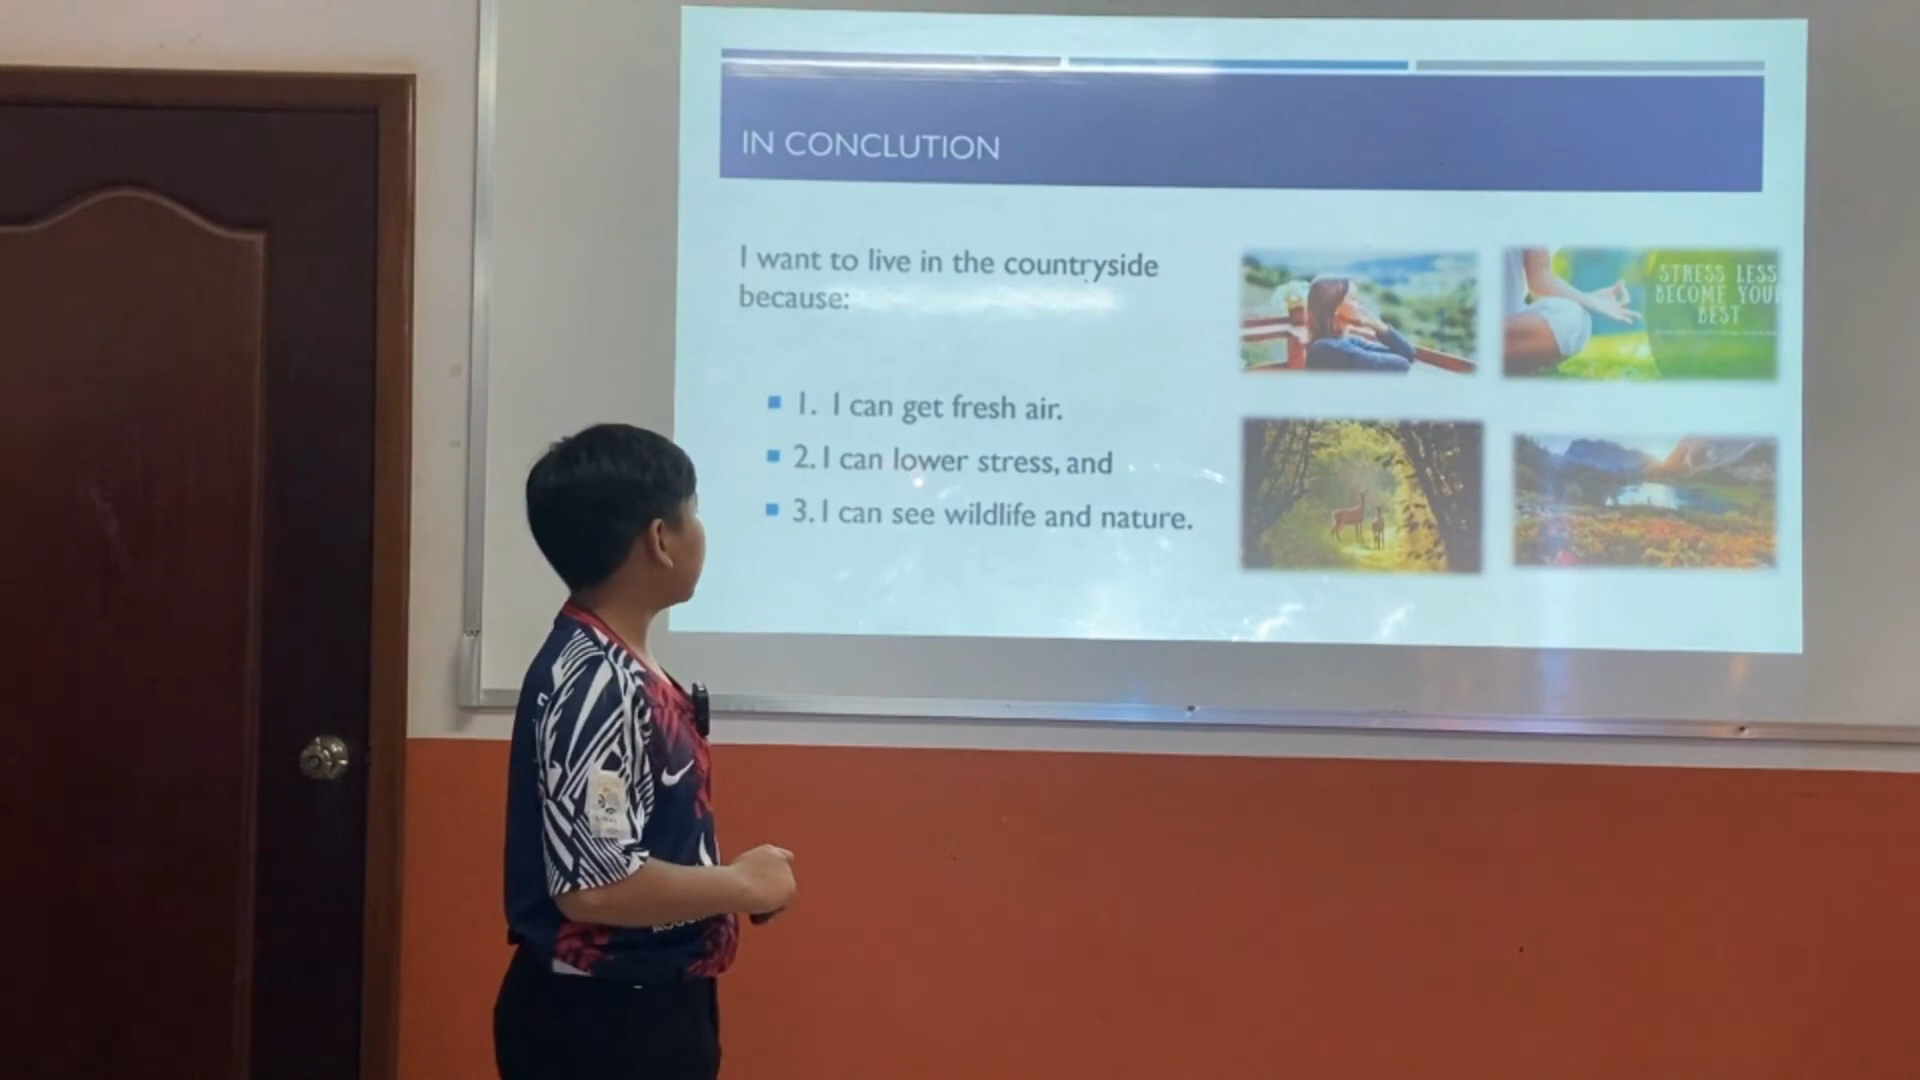 IN CONCLUTION
I want to live in the countryside
because:
1. I can get fresh air.
2. I can lower stress, and
3. I can see wildlife and nature.
STRESS LESS
BECOME YOUR
BEST